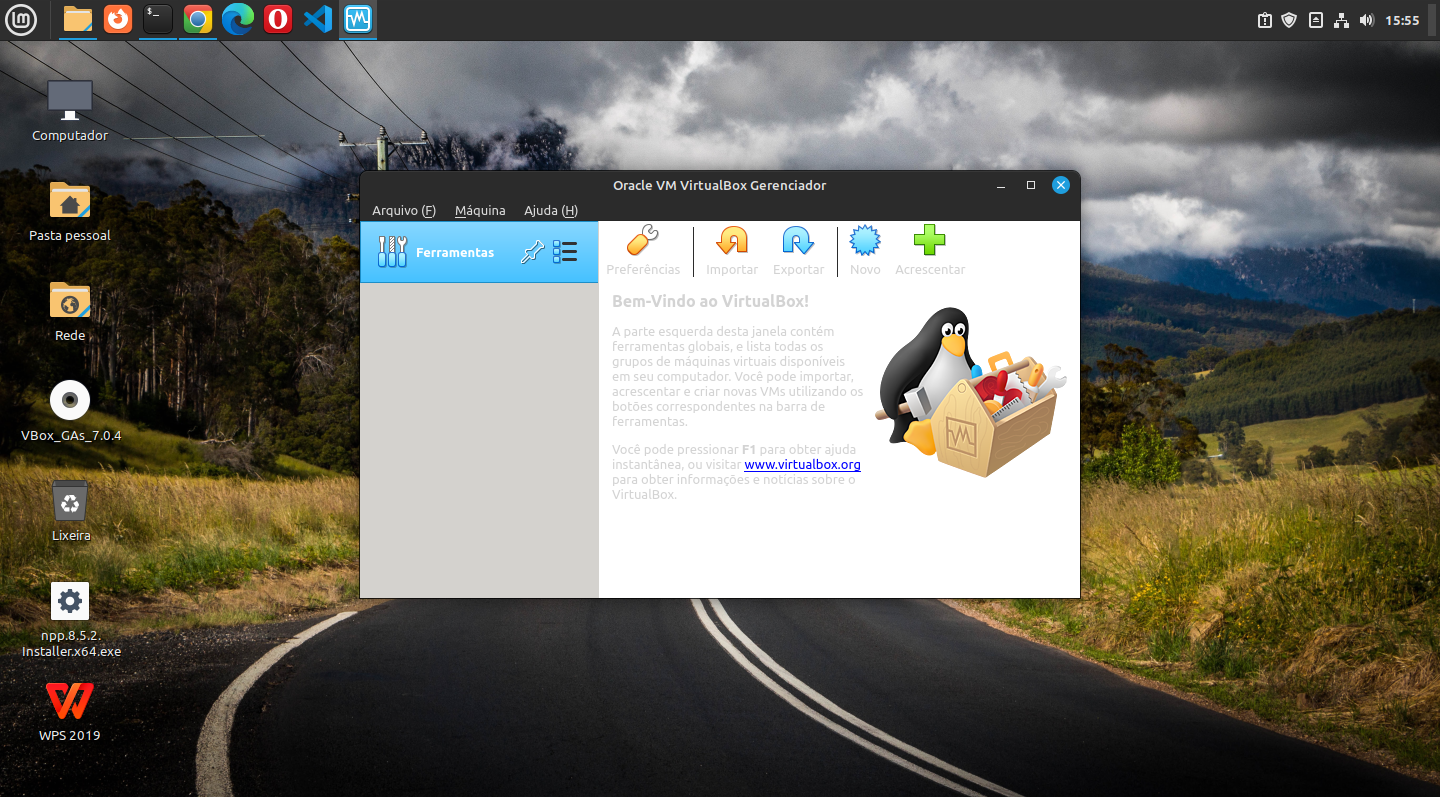 $_
15:55
Computador
Pasta pessoal
Rede
VBox_GAs_7.0.4
Lixeira
npp.8.5.2.
Installer.x64.exe
WPS 2019
Oracle VM VirtualBox Gerenciador
Arquivo (F) Máquina Ajuda (H)
Ferramentas
Preferências Importar Exportar Novo Acrescentar
Bem-Vindo ao VirtualBox!
A parte esquerda desta janela contém
ferramentas globais, e lista todas os
grupos de máquinas virtuais disponíveis
em seu computador. Você pode importar,
acrescentar e criar novas VMs utilizando os
botões correspondentes na barra de
ferramentas.
Você pode pressionar F1 para obter ajuda
instantânea, ou visitar www.virtualbox.org
para obter informações e notícias sobre o
VirtualBox.